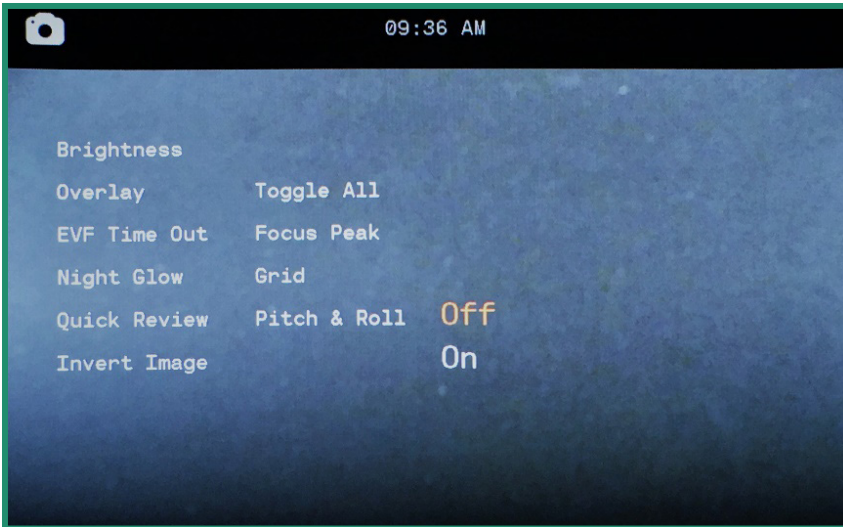 09:36 AM
Brightness
Overlay Toggle All
EVF Time Out Focus Peak
Night Glow Grid
Quick Review Pitch & Roll Off
Invert Image On